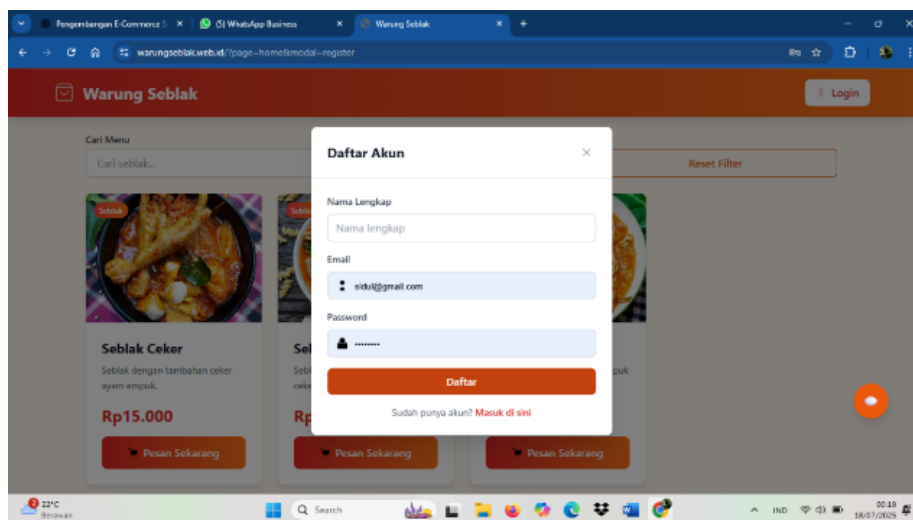 Pengembangan E-Commerce S
(5) WhatsApp Business
Warung Seblak
warungseblak.web.id/?page=home&modal=register
Warung Seblak
Login
Cari Menu
Cari seblak...
Reset Filter
Daftar Akun
Nama Lengkap
Nama lengkap
Email
sidul@gmail.com
Password
Daftar
Sudah punya akun? Masuk di sini
Seblak
Seblak Ceker
Seblak dengan tambahan ceker
ayam empuk.
Rp15.000
Pesan Sekarang
Pesan Sekarang
Pesan Sekarang
22°C
Berawan
Search
IND
00:19
18/07/2025